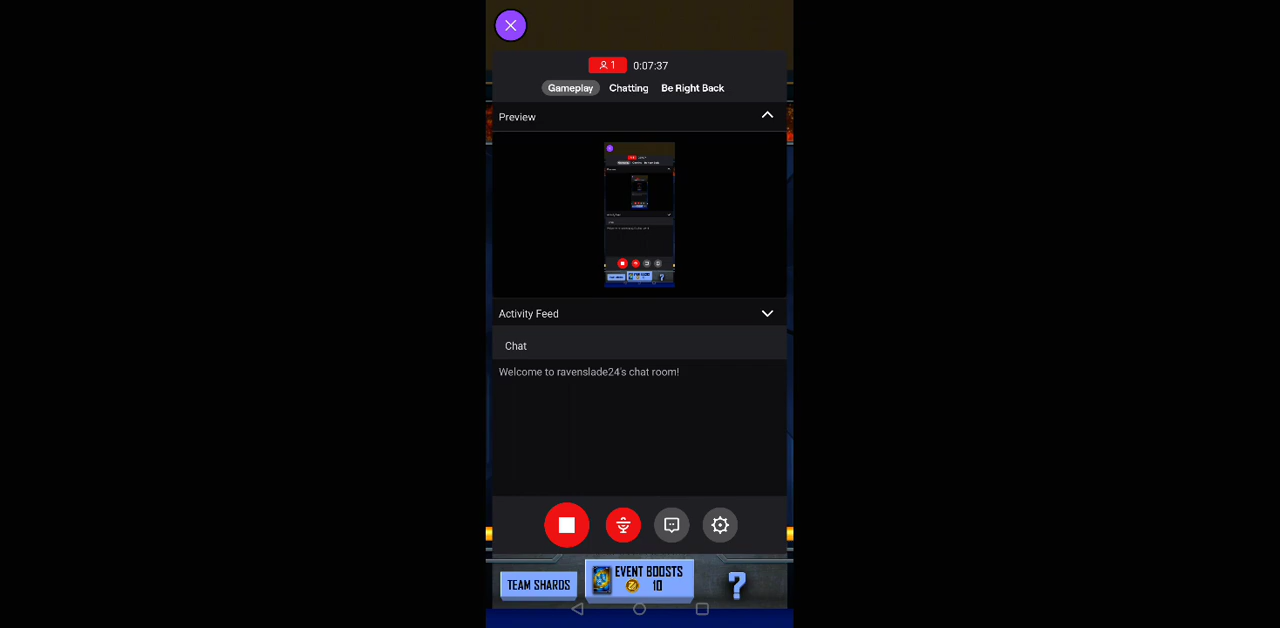 1 0:07:37
Gameplay Chatting Be Right Back
Preview
Activity Feed
Chat
Welcome to ravenslade24's chat room!
TEAM SHARDS
EVENT BOOSTS
10
?